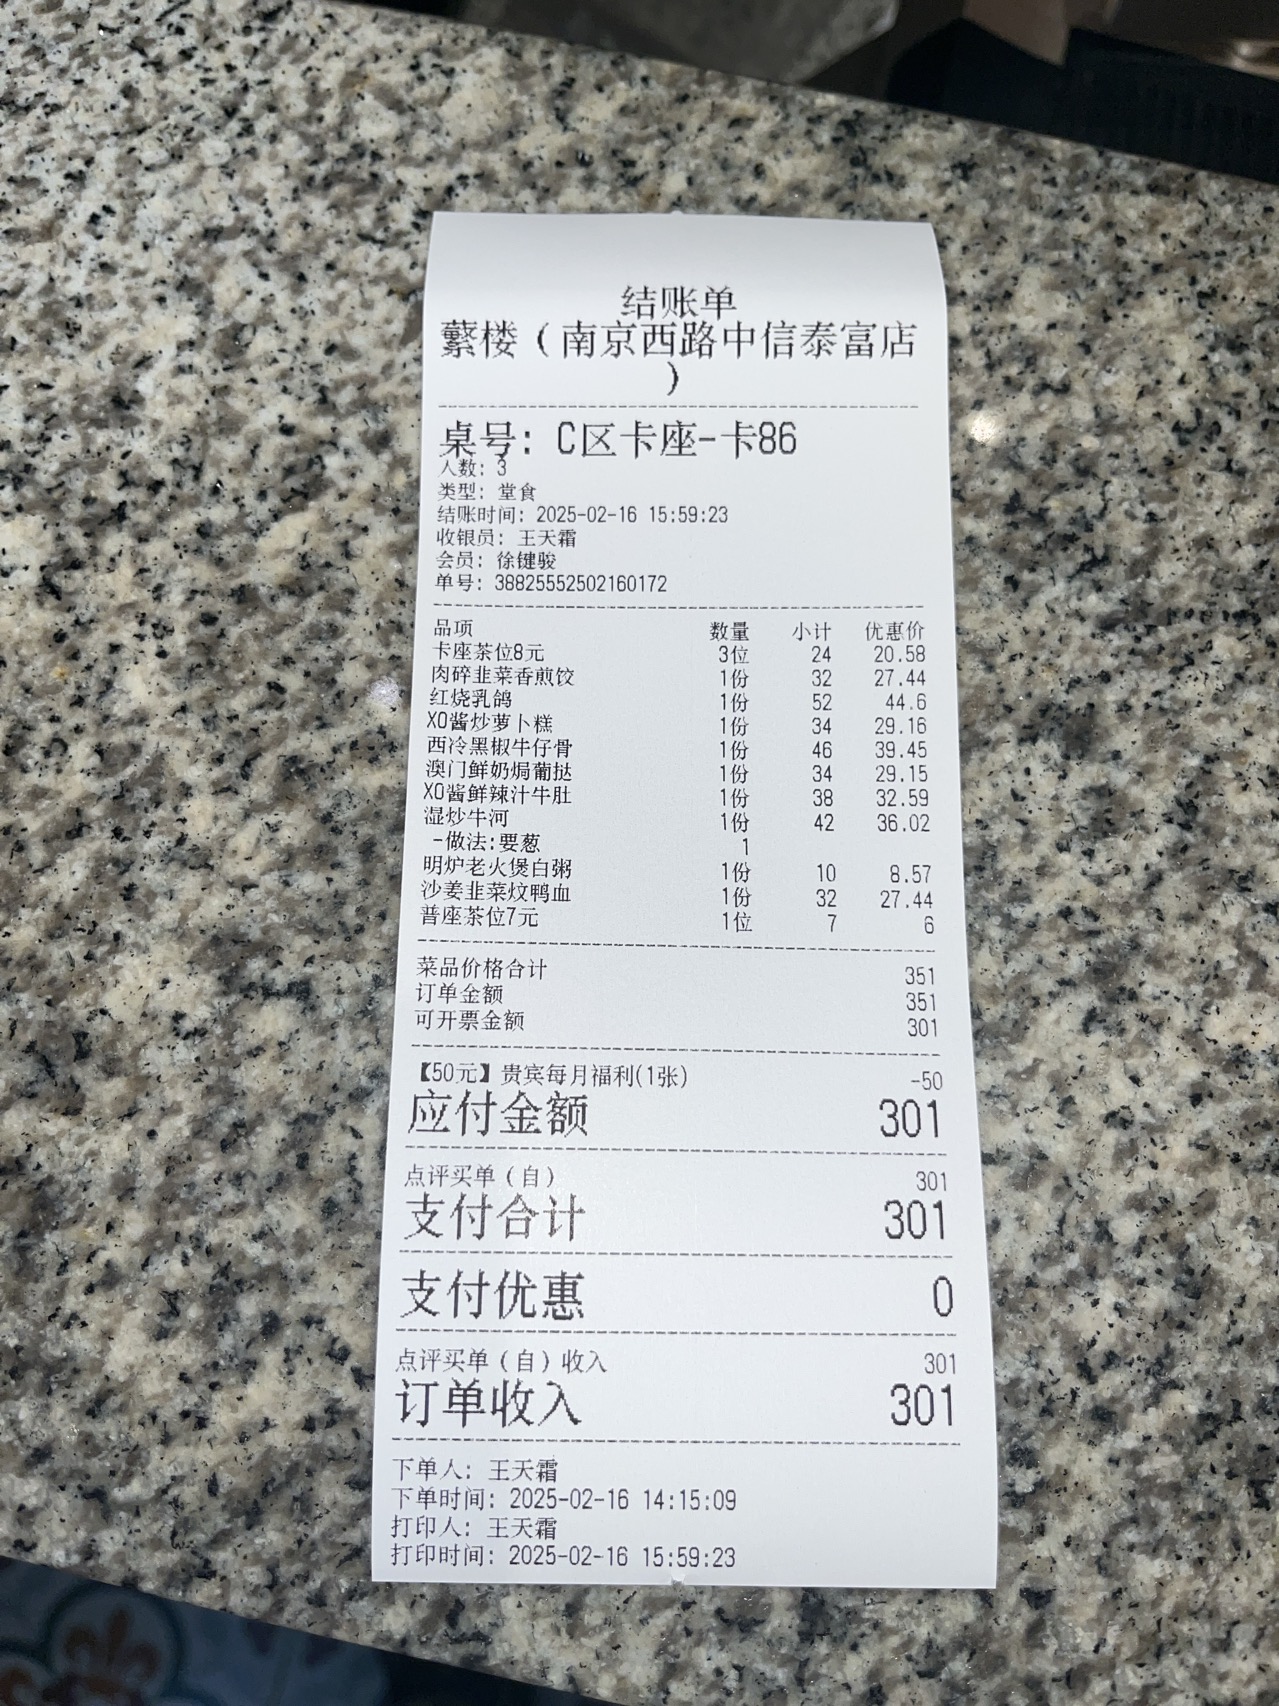 结账单
蘩楼（南京西路中信泰富店
）
桌号: C区卡座-卡86
人数: 3
类型: 堂食
结账时间: 2025-02-16 15:59:23
收银员: 王天霜
会员: 徐键骏
单号: 38825552502160172
品项 数量 小计 优惠价
卡座茶位8元 3位 24 20.58
肉碎韭菜香煎饺 1份 32 27.44
红烧乳鸽 1份 52 44.6
XO酱炒萝卜糕 1份 34 29.16
西冷黑椒牛仔骨 1份 46 39.45
澳门鲜奶焗葡挞 1份 34 29.15
XO酱鲜辣汁牛肚 1份 38 32.59
湿炒牛河 1份 42 36.02
-做法:要葱 1
明炉老火煲白粥 1份 10 8.57
沙姜韭菜炆鸭血 1份 32 27.44
普座茶位7元 1位 7 6
菜品价格合计 351
订单金额 351
可开票金额 301
【50元】贵宾每月福利(1张) -50
应付金额 301
点评买单（自） 301
支付合计 301
支付优惠 0
点评买单（自）收入 301
订单收入 301
下单人: 王天霜
下单时间: 2025-02-16 14:15:09
打印人: 王天霜
打印时间: 2025-02-16 15:59:23